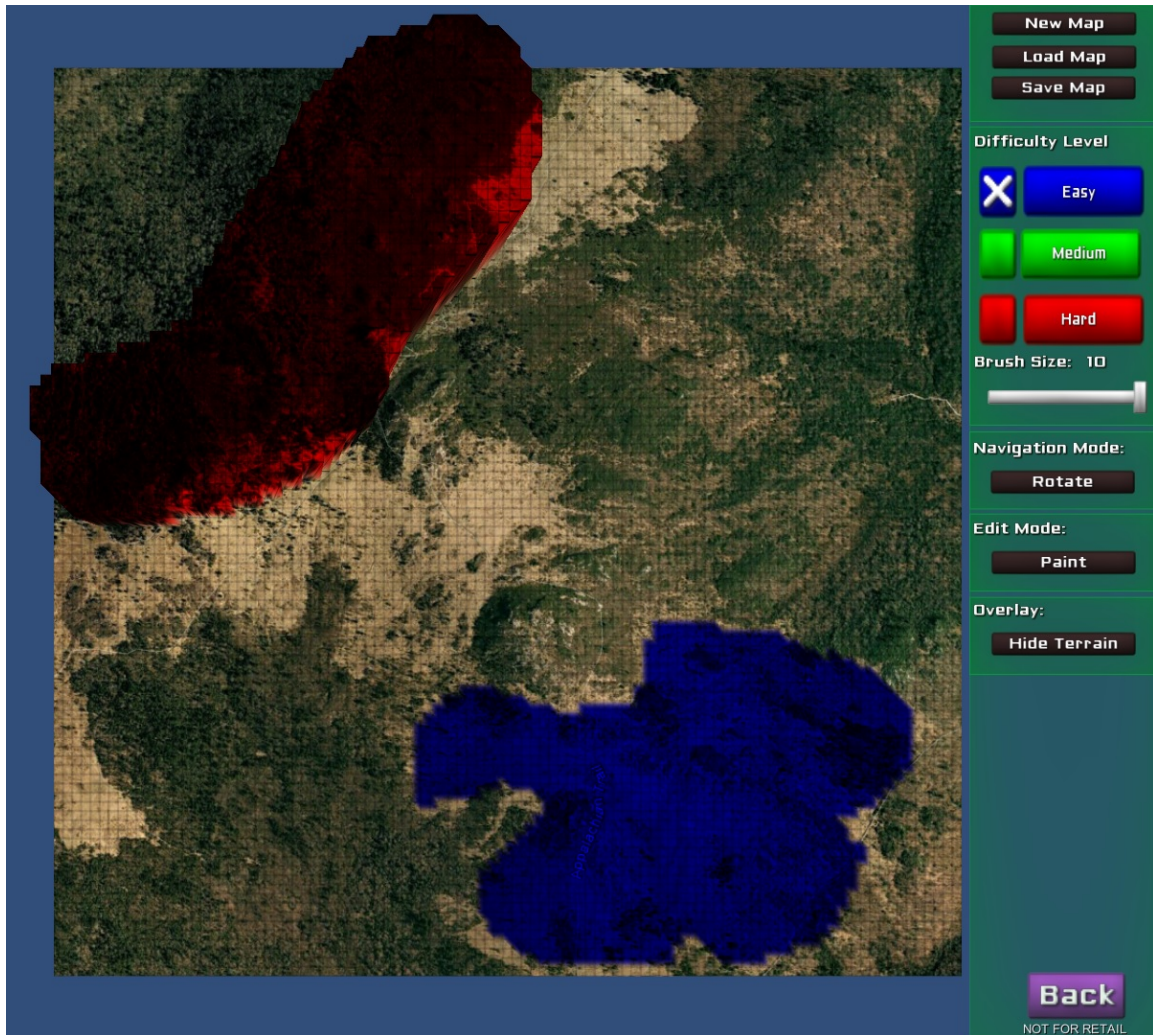 New Map
Load Map
Save Map
Difficulty Level
Easy
Medium
Hard
Brush Size: 10
Navigation Mode:
Rotate
Edit Mode:
Paint
Overlay:
Hide Terrain
Back
NOT FOR RETAIL